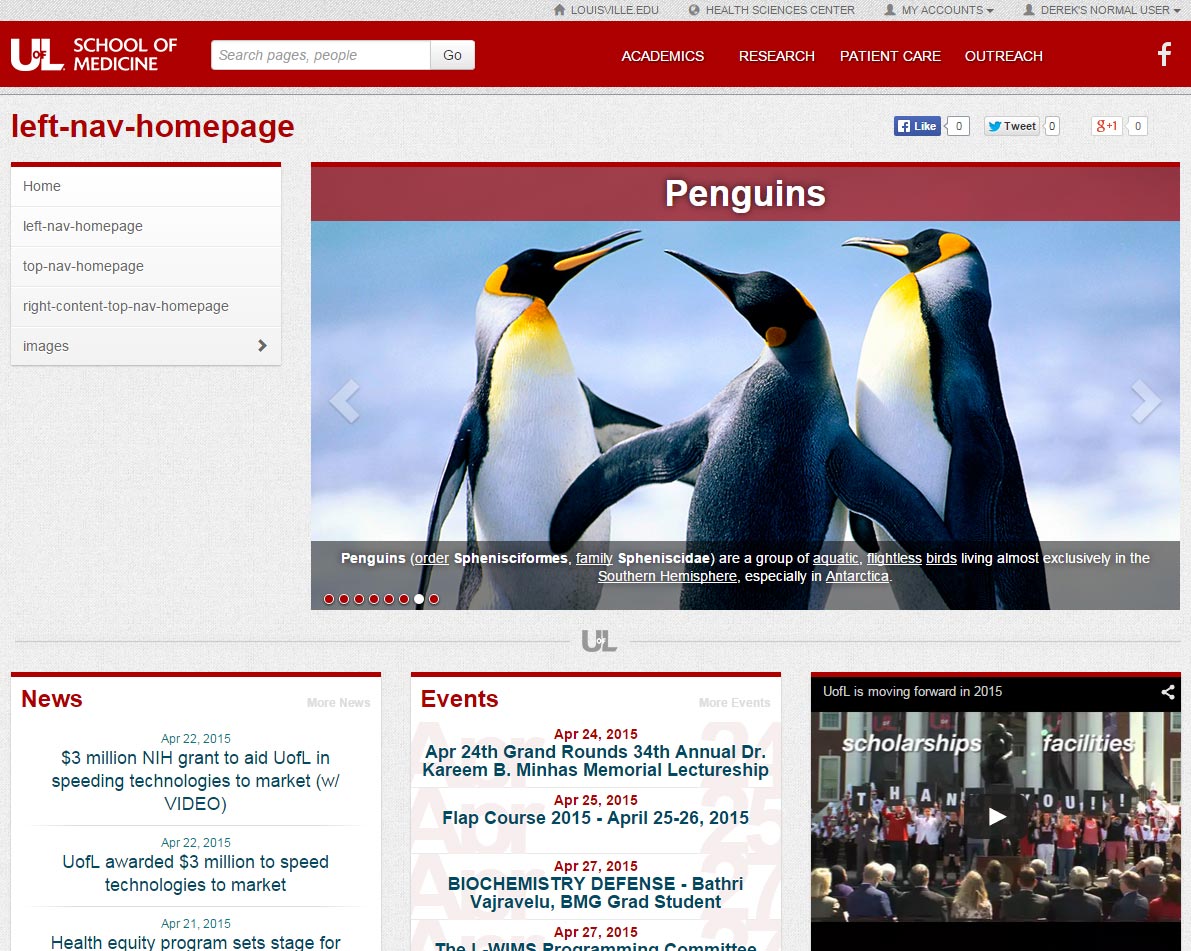 LOUISVILLE.EDU HEALTH SCIENCES CENTER MY ACCOUNTS DEREK'S NORMAL USER
UofL SCHOOL OF
MEDICINE
Search pages, people Go
ACADEMICS RESEARCH PATIENT CARE OUTREACH
f
left-nav-homepage
Like 0 Tweet 0 g+1 0
Home
left-nav-homepage
top-nav-homepage
right-content-top-nav-homepage
images
Penguins
Penguins (order Sphenisciformes, family Spheniscidae) are a group of aquatic, flightless birds living almost exclusively in the
Southern Hemisphere, especially in Antarctica.
UofL
News More News
Apr 22, 2015
$3 million NIH grant to aid UofL in
speeding technologies to market (w/
VIDEO)
Apr 22, 2015
UofL awarded $3 million to speed
technologies to market
Apr 21, 2015
Health equity program sets stage for
Events More Events
Apr 24
Apr 24, 2015
Apr 24th Grand Rounds 34th Annual Dr.
Kareem B. Minhas Memorial Lectureship
Apr 25
Apr 25, 2015
Flap Course 2015 - April 25-26, 2015
Apr 27
Apr 27, 2015
BIOCHEMISTRY DEFENSE - Bathri
Vajravelu, BMG Grad Student
Apr 27, 2015
The L-WIMS Programming Committee
UofL is moving forward in 2015
scholarships facilities
THANK YOU!!